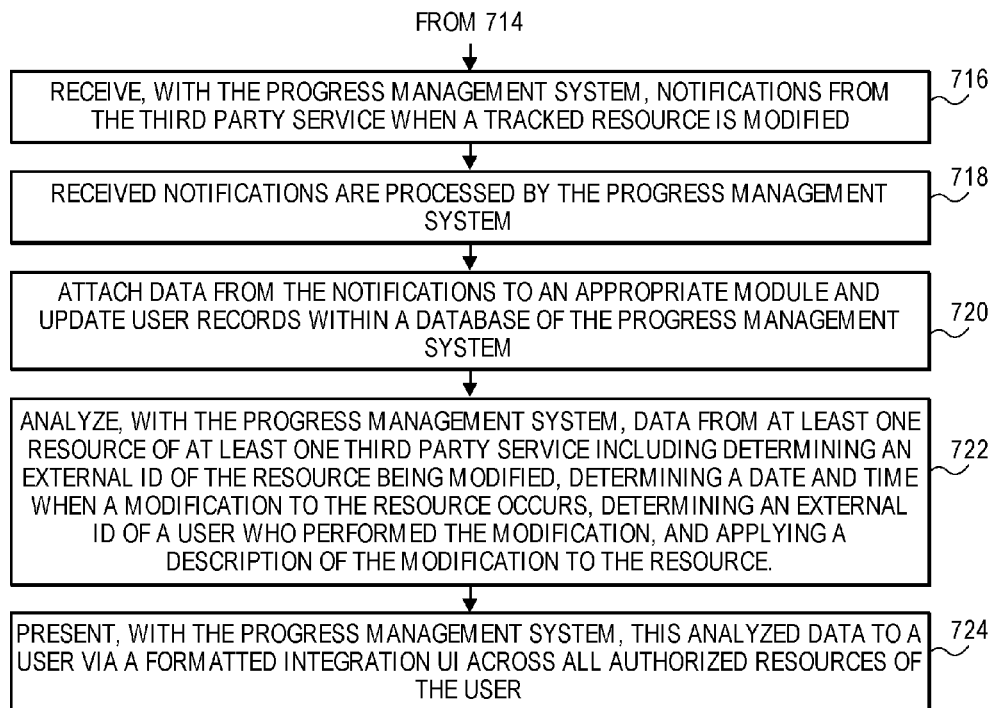 FROM 714
RECEIVE, WITH THE PROGRESS MANAGEMENT SYSTEM, NOTIFICATIONS FROM
THE THIRD PARTY SERVICE WHEN A TRACKED RESOURCE IS MODIFIED
716
RECEIVED NOTIFICATIONS ARE PROCESSED BY THE PROGRESS MANAGEMENT
SYSTEM
718
ATTACH DATA FROM THE NOTIFICATIONS TO AN APPROPRIATE MODULE AND
UPDATE USER RECORDS WITHIN A DATABASE OF THE PROGRESS MANAGEMENT
SYSTEM
720
ANALYZE, WITH THE PROGRESS MANAGEMENT SYSTEM, DATA FROM AT LEAST ONE
RESOURCE OF AT LEAST ONE THIRD PARTY SERVICE INCLUDING DETERMINING AN
EXTERNAL ID OF THE RESOURCE BEING MODIFIED, DETERMINING A DATE AND TIME
WHEN A MODIFICATION TO THE RESOURCE OCCURS, DETERMINING AN EXTERNAL
ID OF A USER WHO PERFORMED THE MODIFICATION, AND APPLYING A
DESCRIPTION OF THE MODIFICATION TO THE RESOURCE.
722
PRESENT, WITH THE PROGRESS MANAGEMENT SYSTEM, THIS ANALYZED DATA TO A
USER VIA A FORMATTED INTEGRATION UI ACROSS ALL AUTHORIZED RESOURCES OF
THE USER
724